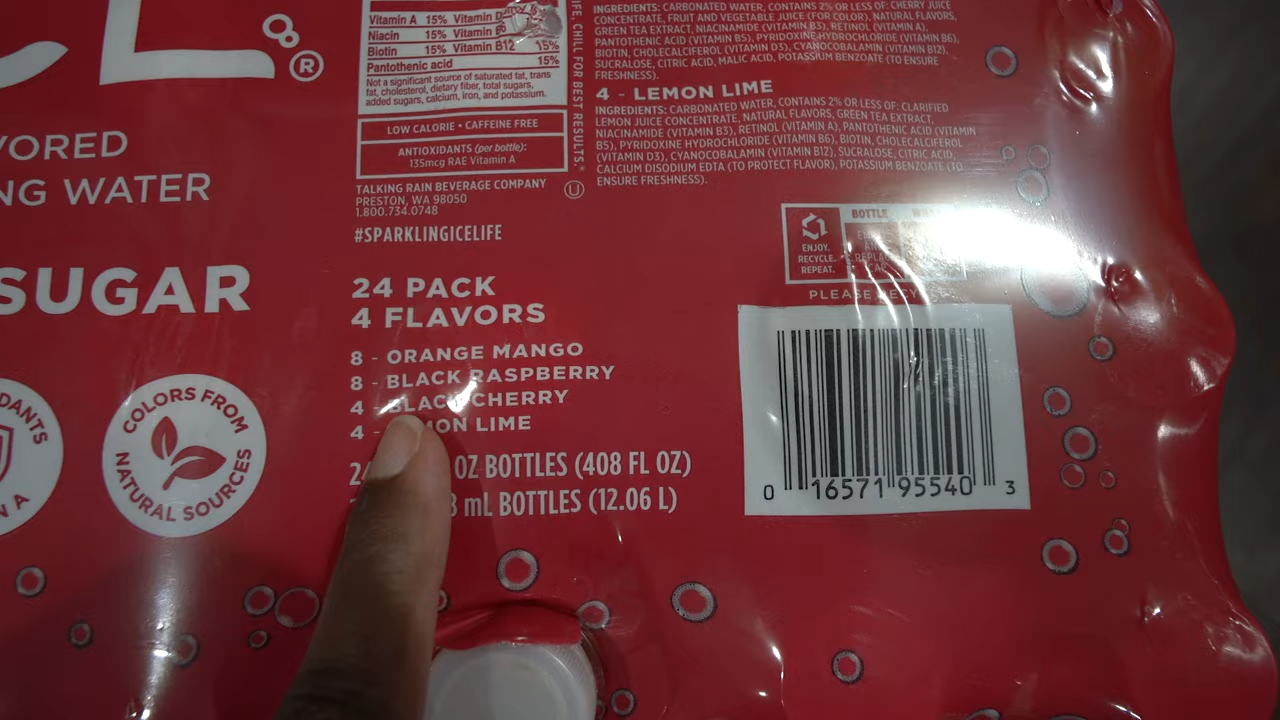 CE®
VORED
NG WATER
SUGAR
DANTS
N A
COLORS FROM
NATURAL SOURCES
Vitamin A 15% Vitamin D
Niacin 15% Vitamin B6
Biotin 15% Vitamin B12 15%
Pantothenic acid 15%
Not a significant source of saturated fat, trans
fat, cholesterol, dietary fiber, total sugars,
added sugars, calcium, iron, and potassium.
LOW CALORIE • CAFFEINE FREE
ANTIOXIDANTS (per bottle):
135mcg RAE Vitamin A
IFE, CHILL FOR BEST RESULTS.
TALKING RAIN BEVERAGE COMPANY
PRESTON, WA 98050
1.800.734.0748
U
#SPARKLINGICELIFE
24 PACK
4 FLAVORS
8 - ORANGE MANGO
8 - BLACK RASPBERRY
4 - BLACK CHERRY
4 - MON LIME
2 OZ BOTTLES (408 FL OZ)
3 mL BOTTLES (12.06 L)
INGREDIENTS: CARBONATED WATER, CONTAINS 2% OR LESS OF: CHERRY JUICE
CONCENTRATE, FRUIT AND VEGETABLE JUICE (FOR COLOR), NATURAL FLAVORS,
GREEN TEA EXTRACT, NIACINAMIDE (VITAMIN B3), RETINOL (VITAMIN A),
PANTOTHENIC ACID (VITAMIN B5), PYRIDOXINE HYDROCHLORIDE (VITAMIN B6),
BIOTIN, CHOLECALCIFEROL (VITAMIN D3), CYANOCOBALAMIN (VITAMIN B12),
SUCRALOSE, CITRIC ACID, MALIC ACID, POTASSIUM BENZOATE (TO ENSURE
FRESHNESS).
4 - LEMON LIME
INGREDIENTS: CARBONATED WATER, CONTAINS 2% OR LESS OF: CLARIFIED
LEMON JUICE CONCENTRATE, NATURAL FLAVORS, GREEN TEA EXTRACT,
NIACINAMIDE (VITAMIN B3), RETINOL (VITAMIN A), PANTOTHENIC ACID (VITAMIN
B5), PYRIDOXINE HYDROCHLORIDE (VITAMIN B6), BIOTIN, CHOLECALCIFEROL
(VITAMIN D3), CYANOCOBALAMIN (VITAMIN B12), SUCRALOSE, CITRIC ACID,
CALCIUM DISODIUM EDTA (TO PROTECT FLAVOR), POTASSIUM BENZOATE (TO
ENSURE FRESHNESS).
ENJOY.
RECYCLE.
REPEAT.
BOTTLE
PLEASE RECY
0 16571 95540 3